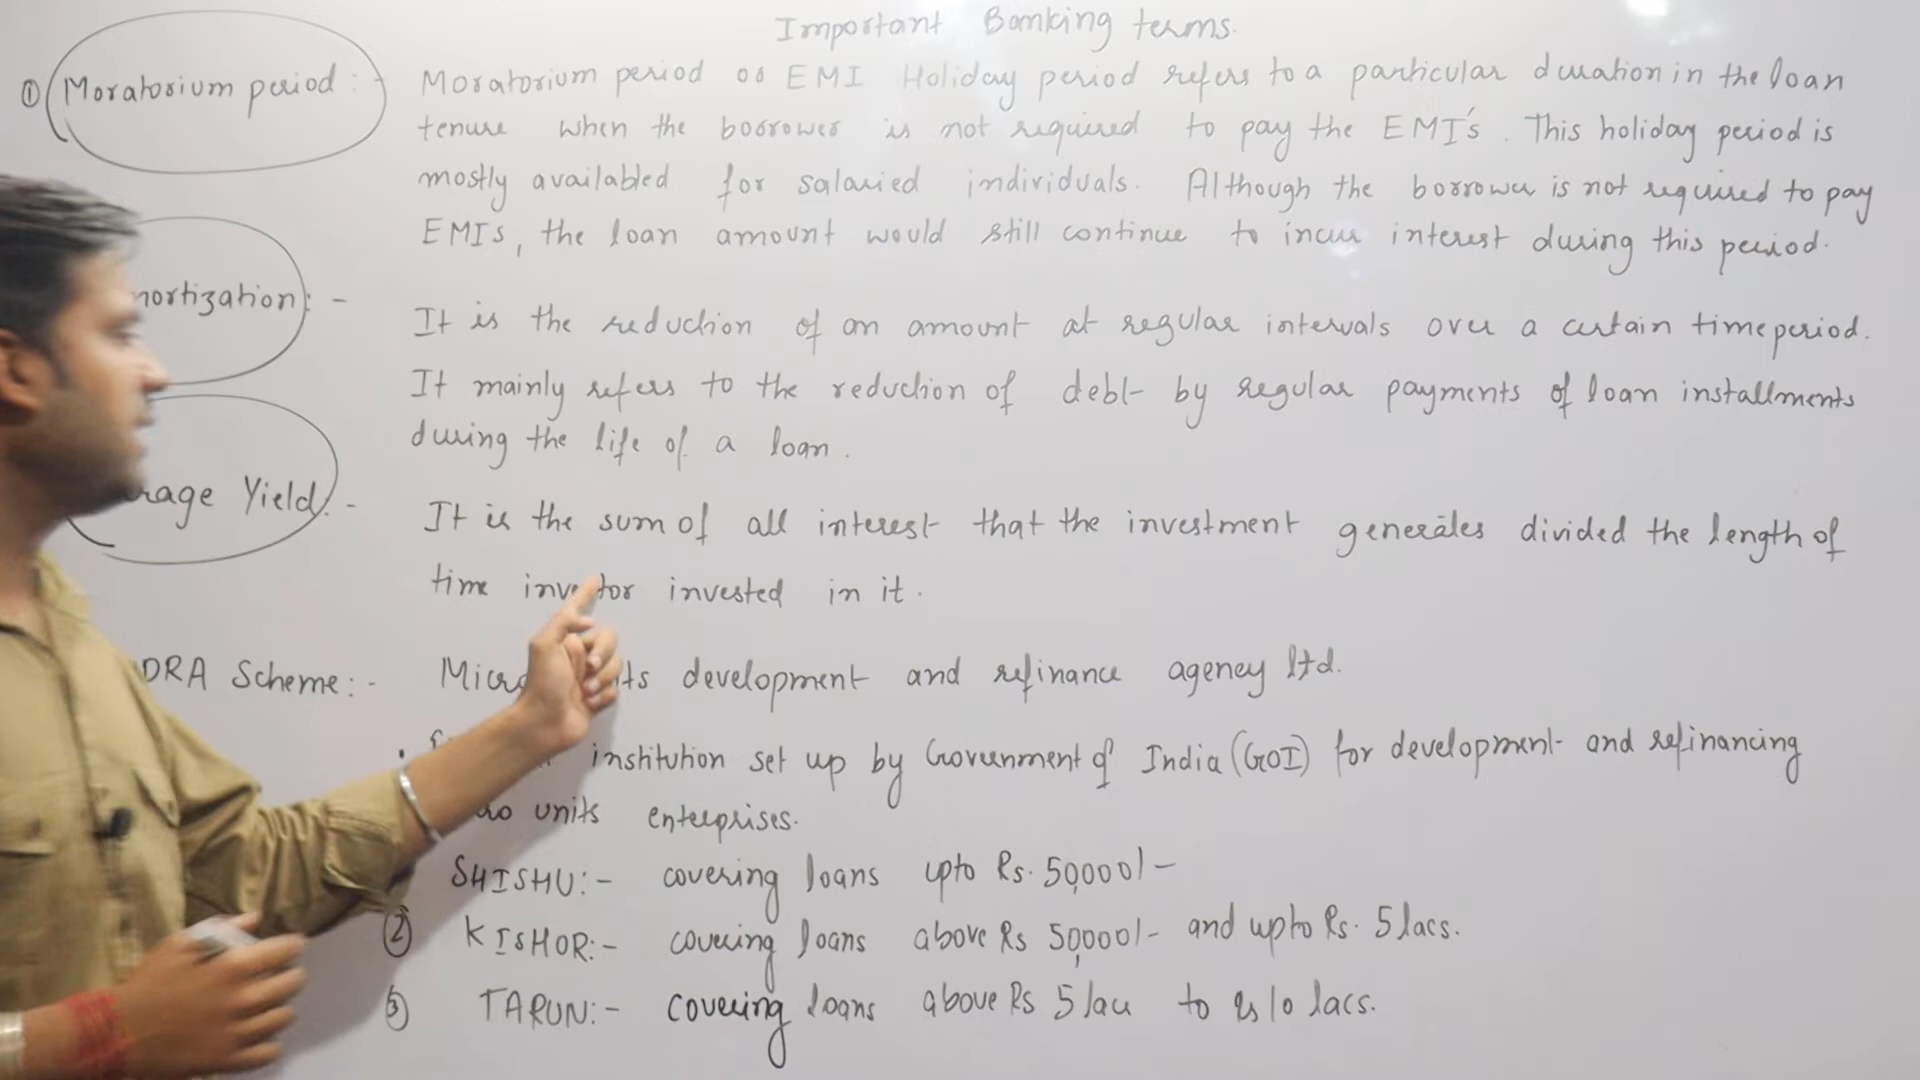 Important Banking terms.
① Moratorium period :- Moratorium period or EMI Holiday period refers to a particular duration in the loan
tenure when the borrower is not required to pay the EMI's. This holiday period is
mostly availabled for salaried individuals. Although the borrower is not required to pay
EMIs, the loan amount would still continue to incur interest during this period.
mortization :- It is the reduction of an amount at regular intervals over a certain time period.
It mainly refers to the reduction of debt by regular payments of loan installments
during the life of a loan.
rage Yield :- It is the sum of all interest that the investment generates divided the length of
time investor invested in it.
DRA Scheme :- Micro units development and refinance agency ltd.
• institution set up by Government of India (GOI) for development and refinancing
units enterprises.
SHISHU :- covering loans upto Rs. 50,000/-
② KISHOR :- covering loans above Rs 50,000/- and upto Rs. 5 lacs.
③ TARUN :- covering loans above Rs 5 lac to Rs 10 lacs.